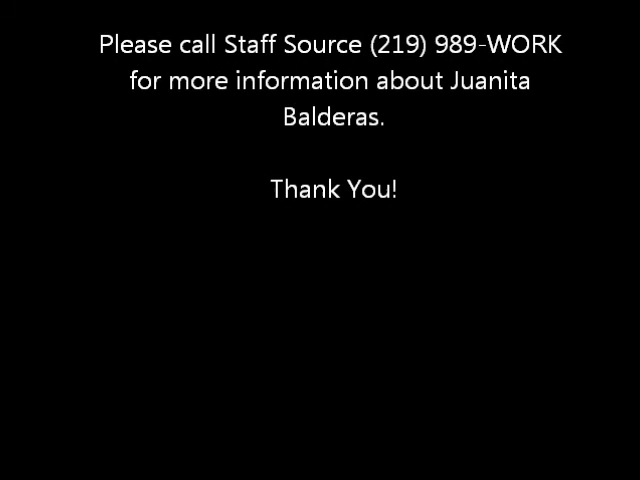 Please call Staff Source (219) 989-WORK
for more information about Juanita
Balderas.
Thank You!